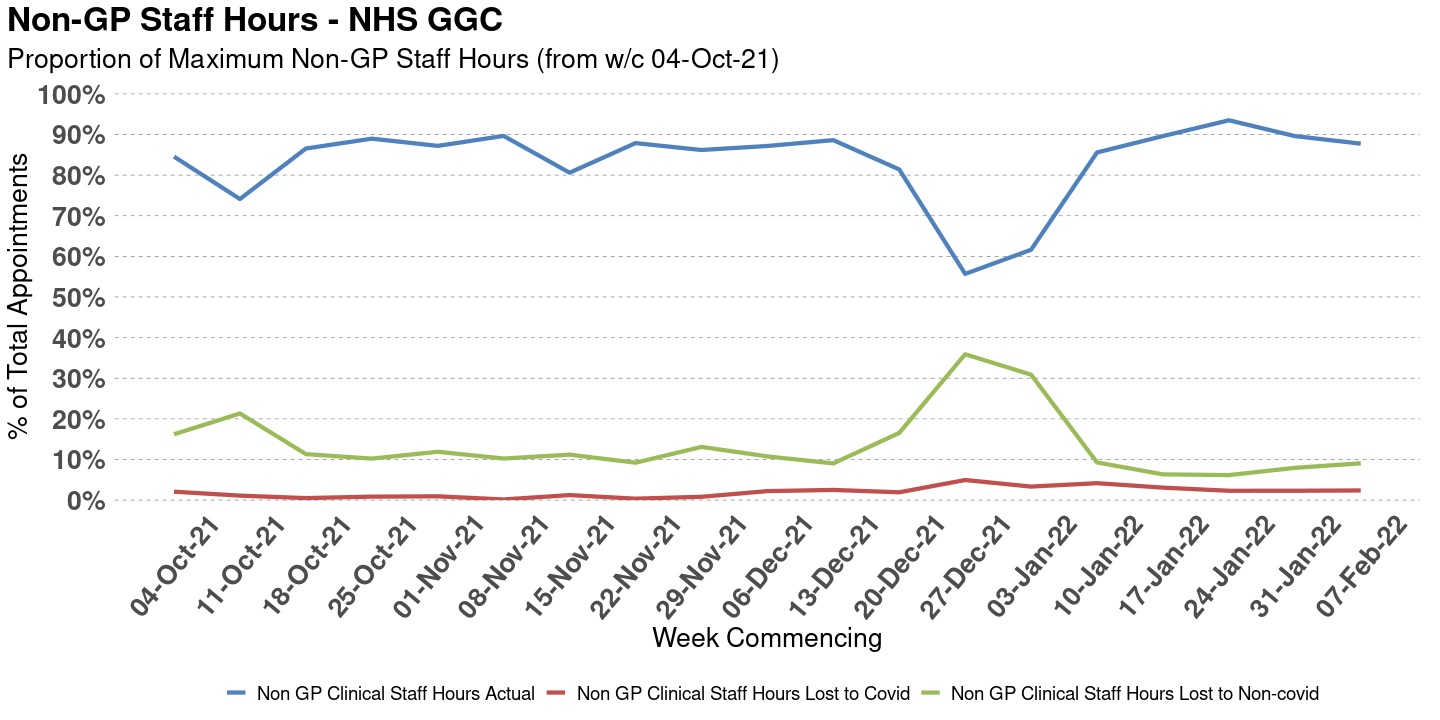 Non-GP Staff Hours - NHS GGC
Proportion of Maximum Non-GP Staff Hours (from w/c 04-Oct-21)
% of Total Appointments
100%
90%
80%
70%
60%
50%
40%
30%
20%
10%
0%
04-Oct-21
11-Oct-21
18-Oct-21
25-Oct-21
01-Nov-21
08-Nov-21
15-Nov-21
22-Nov-21
29-Nov-21
06-Dec-21
13-Dec-21
20-Dec-21
27-Dec-21
03-Jan-22
10-Jan-22
17-Jan-22
24-Jan-22
31-Jan-22
07-Feb-22
Week Commencing
Non GP Clinical Staff Hours Actual
Non GP Clinical Staff Hours Lost to Covid
Non GP Clinical Staff Hours Lost to Non-covid